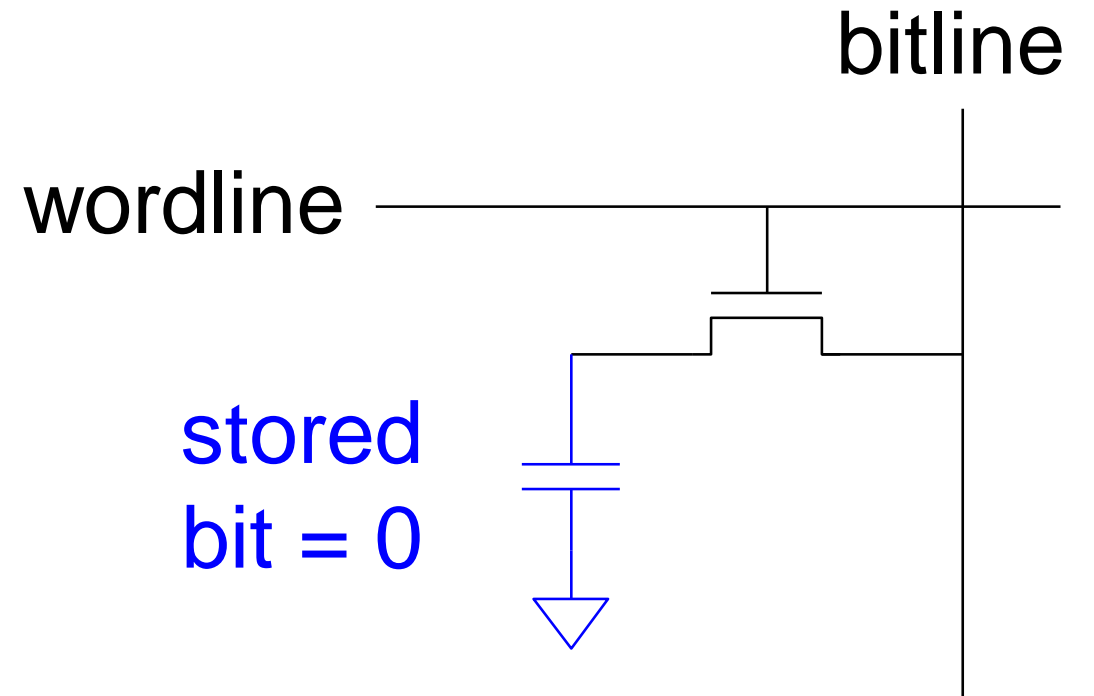 bitline
wordline
stored
bit = 0